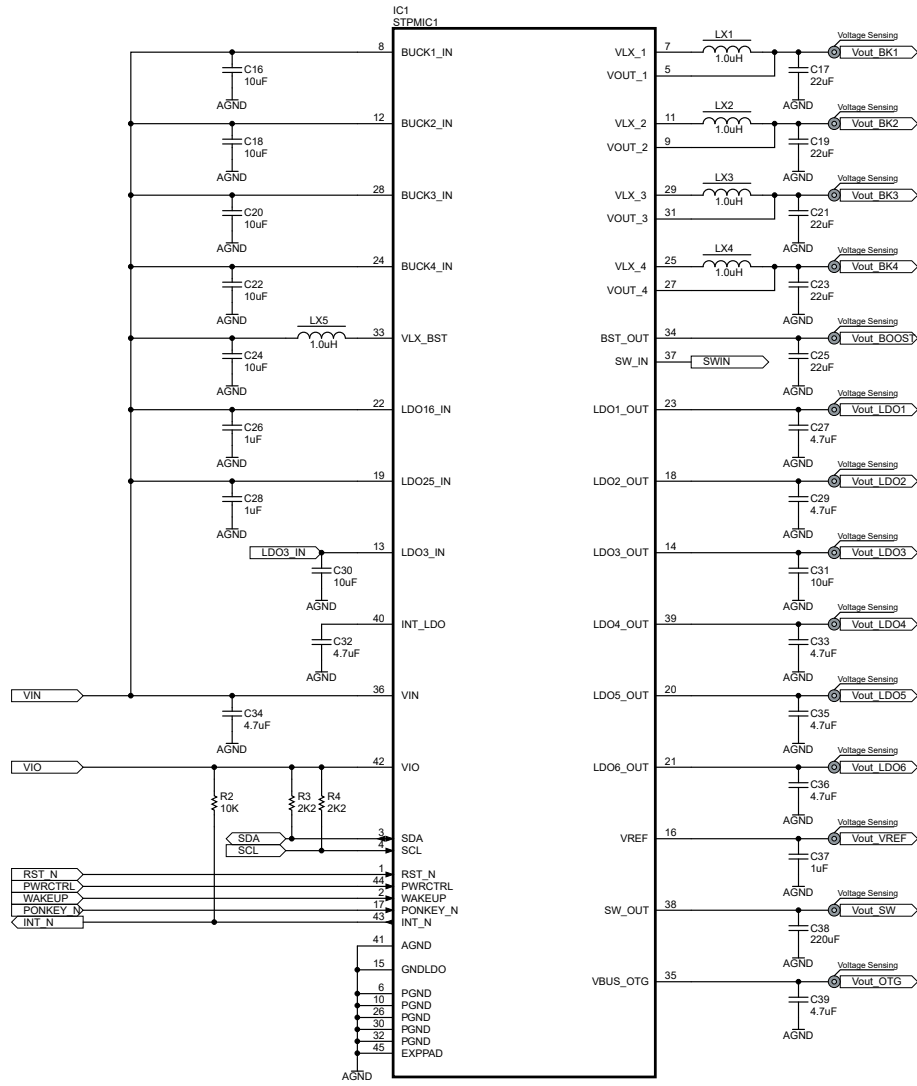 IC1
STPMIC1
8 BUCK1_IN
C16
10uF
AGND
12 BUCK2_IN
C18
10uF
AGND
28 BUCK3_IN
C20
10uF
AGND
24 BUCK4_IN
C22
10uF
AGND
LX5
1.0uH
33 VLX_BST
C24
10uF
AGND
22 LDO16_IN
C26
1uF
AGND
19 LDO25_IN
C28
1uF
AGND
LDO3_IN
13 LDO3_IN
C30
10uF
AGND
40 INT_LDO
C32
4.7uF
AGND
VIN
36 VIN
C34
4.7uF
AGND
VIO
42 VIO
R2
10K
R3
2K2
R4
2K2
SDA 3 SDA
SCL 4 SCL
RST_N 1 RST_N
PWRCTRL 44 PWRCTRL
WAKEUP 2 WAKEUP
PONKEY_N 17 PONKEY_N
INT_N 43 INT_N
41 AGND
15 GNDLDO
6 PGND
10 PGND
26 PGND
30 PGND
32 PGND
45 EXPPAD
AGND
VLX_1 7
LX1
1.0uH
VOUT_1 5
Voltage Sensing
Vout_BK1
C17
22uF
AGND
VLX_2 11
LX2
1.0uH
VOUT_2 9
Voltage Sensing
Vout_BK2
C19
22uF
AGND
VLX_3 29
LX3
1.0uH
VOUT_3 31
Voltage Sensing
Vout_BK3
C21
22uF
AGND
VLX_4 25
LX4
1.0uH
VOUT_4 27
Voltage Sensing
Vout_BK4
C23
22uF
AGND
BST_OUT 34
Voltage Sensing
Vout_BOOST
SW_IN 37 SWIN
C25
22uF
AGND
LDO1_OUT 23
Voltage Sensing
Vout_LDO1
C27
4.7uF
AGND
LDO2_OUT 18
Voltage Sensing
Vout_LDO2
C29
4.7uF
AGND
LDO3_OUT 14
Voltage Sensing
Vout_LDO3
C31
10uF
AGND
LDO4_OUT 39
Voltage Sensing
Vout_LDO4
C33
4.7uF
AGND
LDO5_OUT 20
Voltage Sensing
Vout_LDO5
C35
4.7uF
AGND
LDO6_OUT 21
Voltage Sensing
Vout_LDO6
C36
4.7uF
AGND
VREF 16
Voltage Sensing
Vout_VREF
C37
1uF
AGND
SW_OUT 38
Voltage Sensing
Vout_SW
C38
220uF
AGND
VBUS_OTG 35
Voltage Sensing
Vout_OTG
C39
4.7uF
AGND